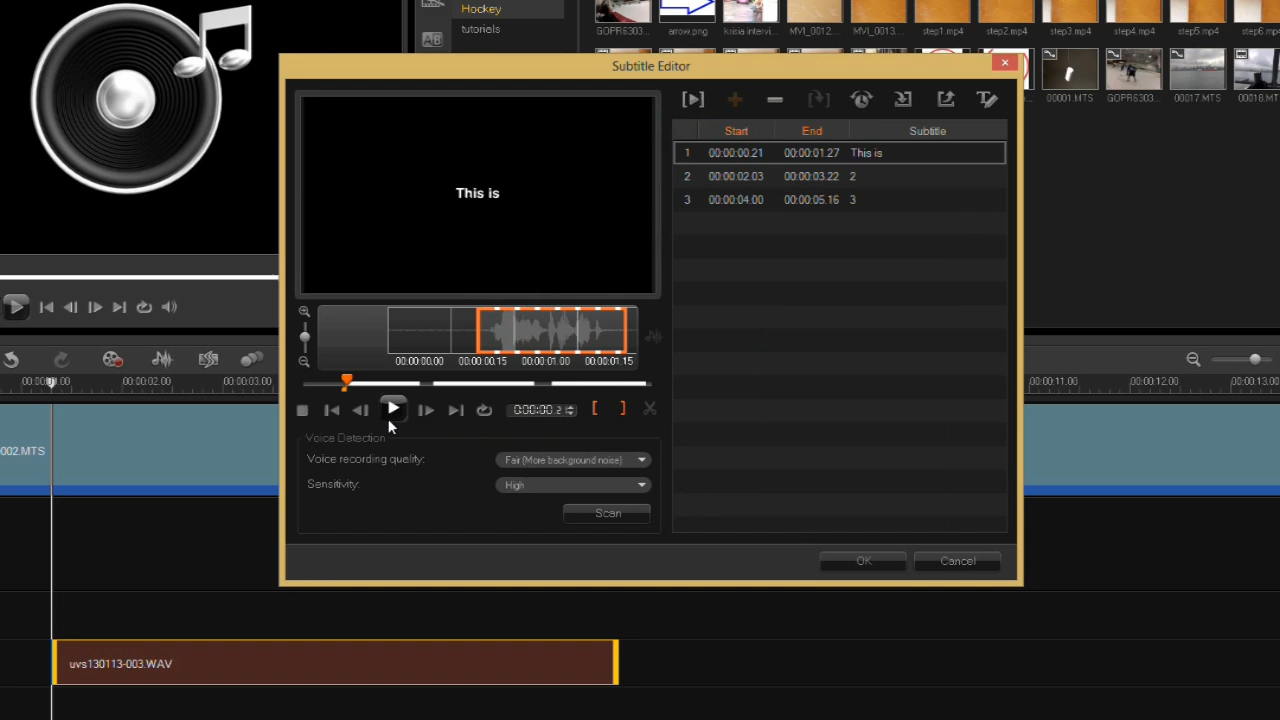 Hockey
tutorials
GOPR6303...
arrow.png
krisia intervi...
MVI_0012...
MVI_0013...
step1.mp4
step2.mp4
step3.mp4
step4.mp4
step5.mp4
step6.mp4
00001.MTS
GOPR6303...
00017.MTS
00018.MTS
Subtitle Editor
Start End Subtitle
1 00:00:00.21 00:00:01.27 This is
2 00:00:02.03 00:00:03.22 2
3 00:00:04.00 00:00:05.16 3
This is
00:00:00.00 00:00:00.15 00:00:01.00 00:00:01.15
Voice Detection
Voice recording quality: Fair (More background noise)
Sensitivity: High
Scan
OK Cancel
00:00:02.00 00:00:03.00
00:00:11.00 00:00:12.00 00:00:13.00
002.MTS
uvs130113-003.WAV